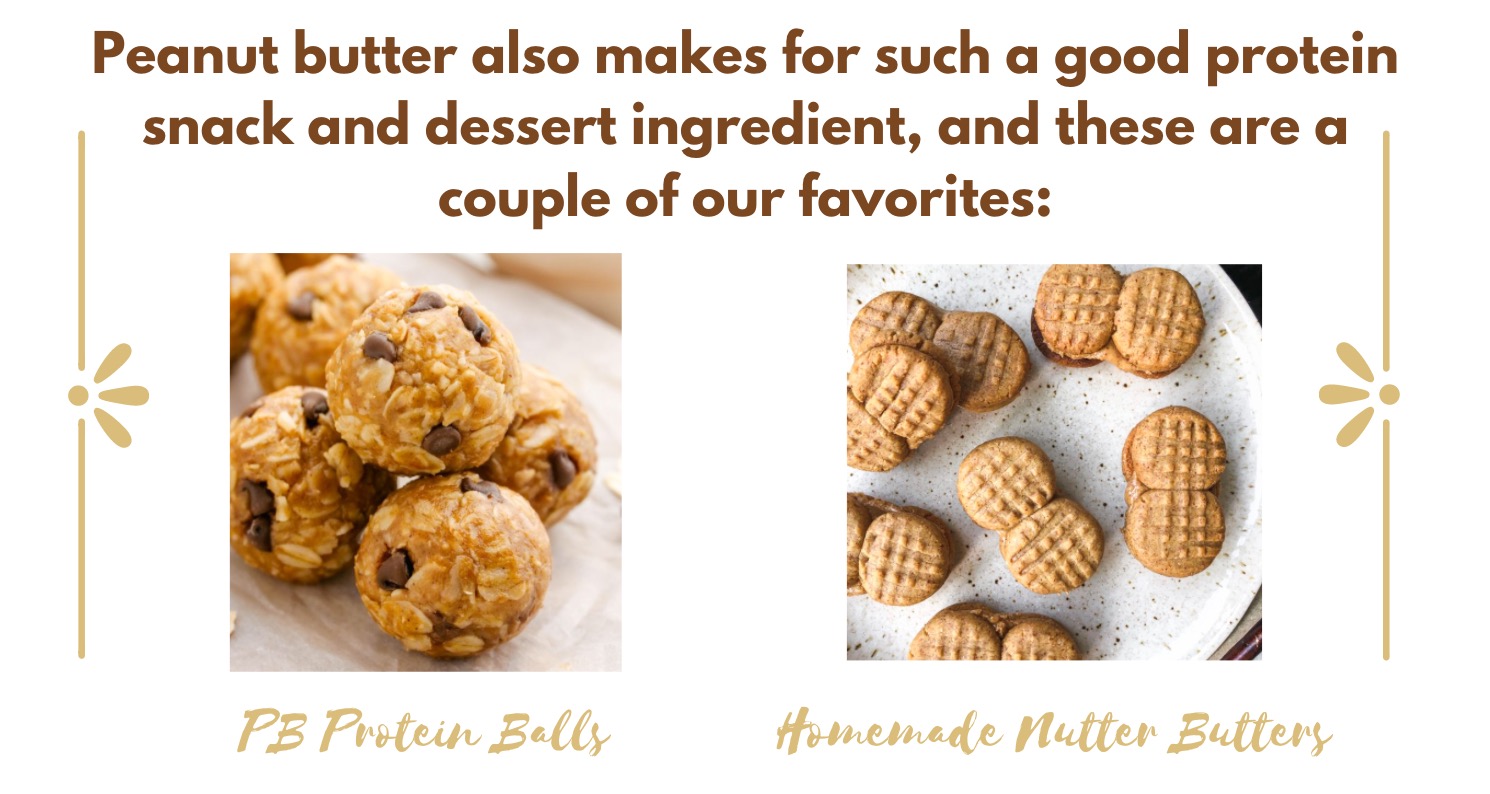 Peanut butter also makes for such a good protein
snack and dessert ingredient, and these are a
couple of our favorites:
PB Protein Balls
Homemade Nutter Butters